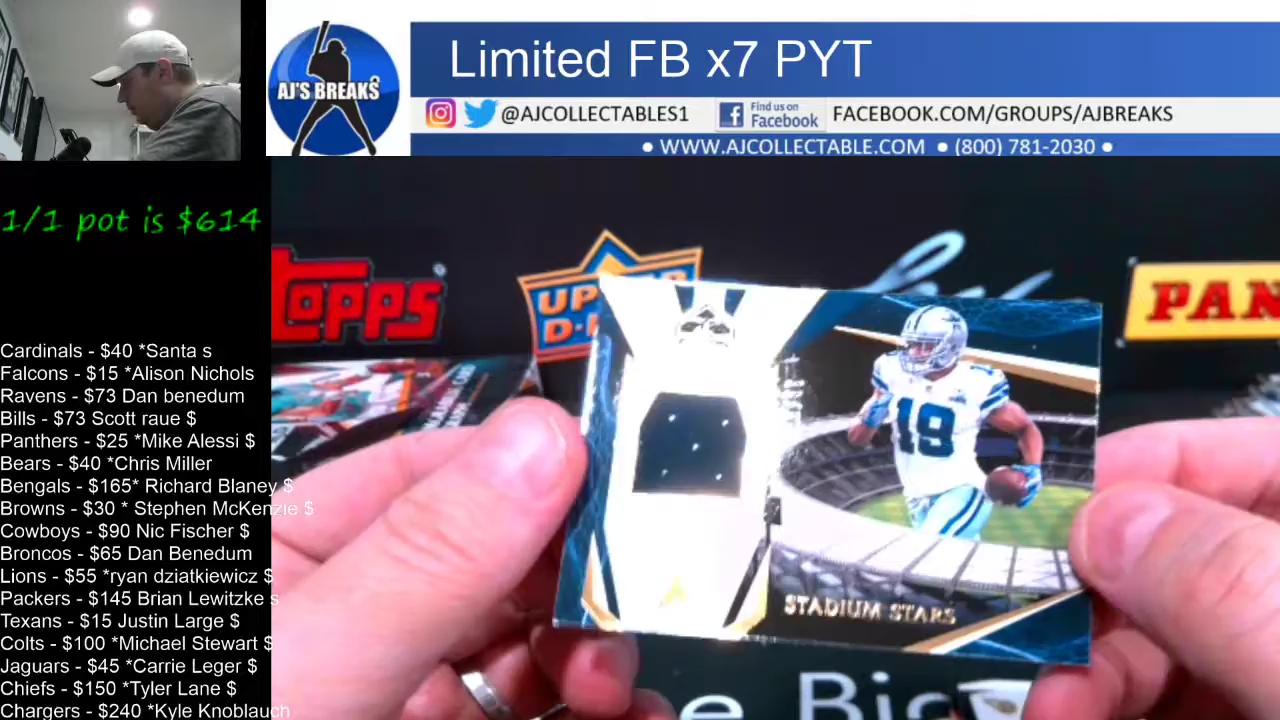 Limited FB x7 PYT
AJ'S BREAKS
@AJCOLLECTABLES1
Find us on
Facebook
FACEBOOK.COM/GROUPS/AJBREAKS
• WWW.AJCOLLECTABLE.COM • (800) 781-2030 •
1/1 pot is $614
Topps
UP
D
PAN
19
19
STADIUM STARS
e Big
Cardinals - $40 *Santa s
Falcons - $15 *Alison Nichols
Ravens - $73 Dan benedum
Bills - $73 Scott raue $
Panthers - $25 *Mike Alessi $
Bears - $40 *Chris Miller
Bengals - $165* Richard Blaney $
Browns - $30 * Stephen McKenzie $
Cowboys - $90 Nic Fischer $
Broncos - $65 Dan Benedum
Lions - $55 *ryan dziatkiewicz $
Packers - $145 Brian Lewitzke s
Texans - $15 Justin Large $
Colts - $100 *Michael Stewart $
Jaguars - $45 *Carrie Leger $
Chiefs - $150 *Tyler Lane $
Chargers - $240 *Kyle Knoblauch